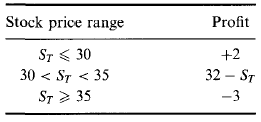 Stock price range Profit
S_T ⩽ 30 +2
30 < S_T < 35 32 − S_T
S_T ⩾ 35 −3